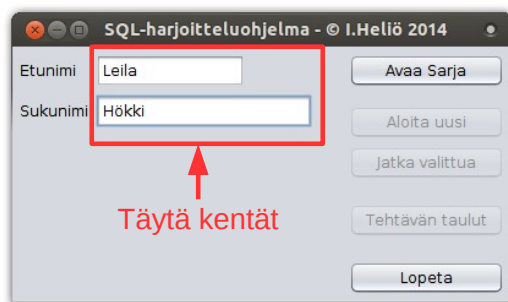 SQL-harjoitteluohjelma - © I.Heliö 2014
Etunimi Leila
Avaa Sarja
Sukunimi Hökki
Aloita uusi
Jatka valittua
Täytä kentät
Tehtävän taulut
Lopeta